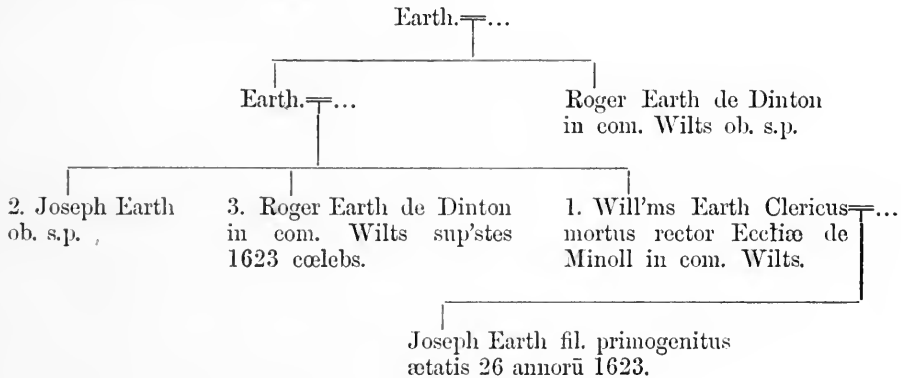 Earth.=...
Earth.=...
Roger Earth de Dinton
in com. Wilts ob. s.p.
2. Joseph Earth
ob. s.p.
3. Roger Earth de Dinton
in com. Wilts sup'stes
1623 cœlebs.
1. Will'ms Earth Clericus=...
mortus rector Eccłiæ de
Minoll in com. Wilts.
Joseph Earth fil. primogenitus
ætatis 26 annorū 1623.